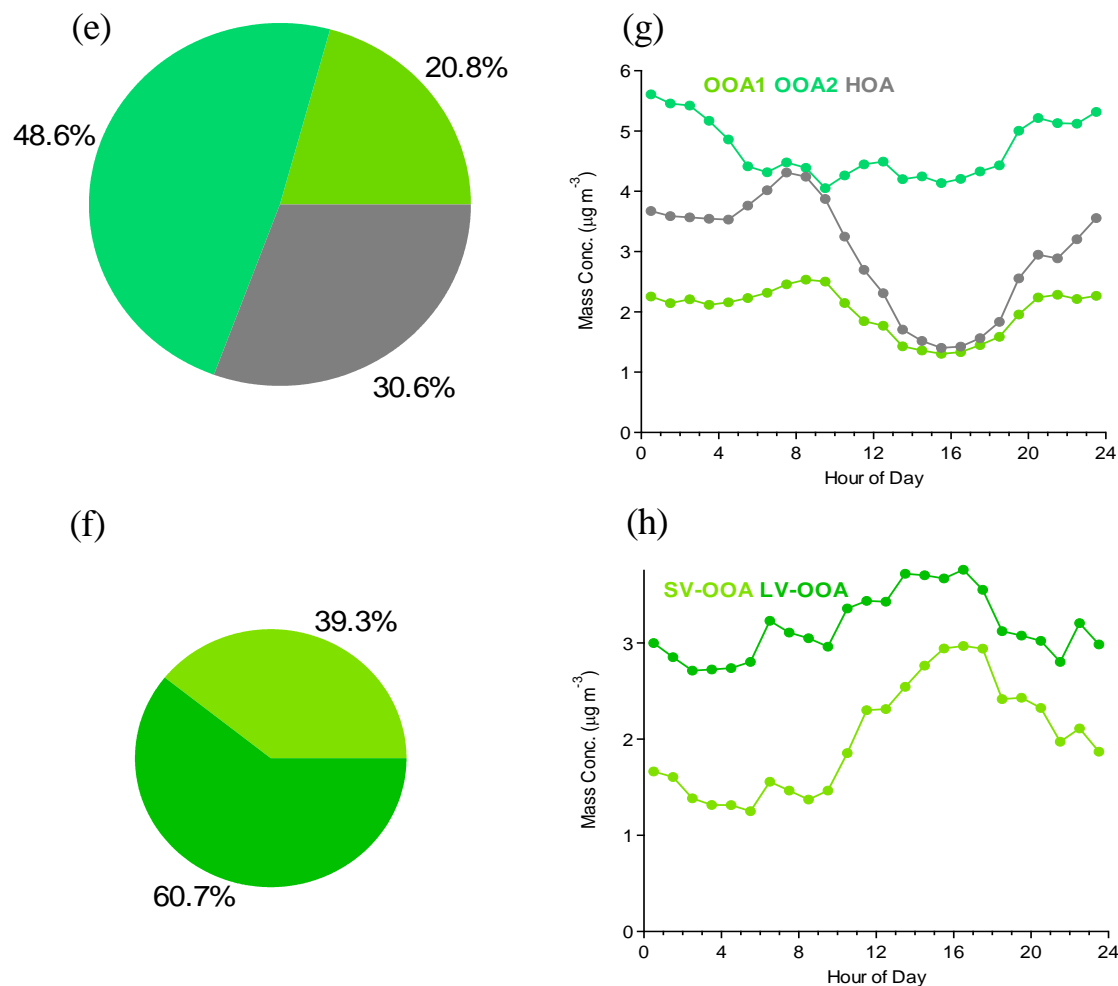 (e)
20.8%
48.6%
30.6%
(g)
OOA1 OOA2 HOA
6
5
4
3
2
1
0
Mass Conc. (µg m-3)
0 4 8 12 16 20 24
Hour of Day
(f)
39.3%
60.7%
(h)
SV-OOA LV-OOA
3
2
1
0
Mass Conc. (µg m-3)
0 4 8 12 16 20 24
Hour of Day